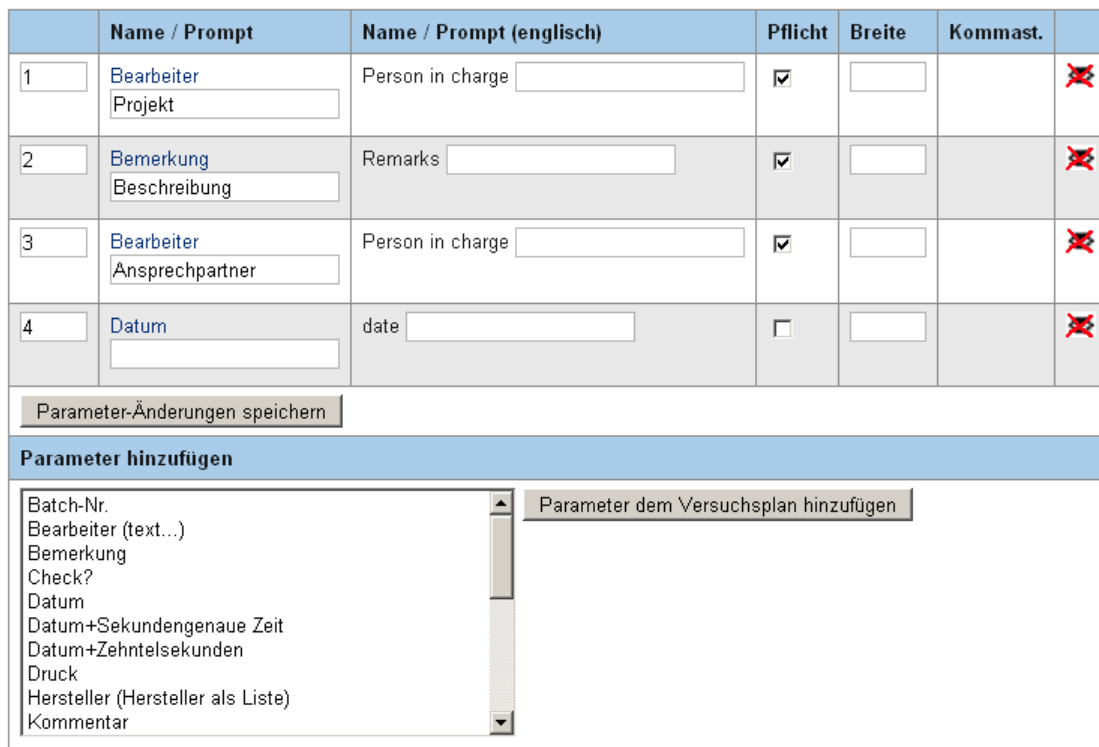 Name / Prompt Name / Prompt (englisch) Pflicht Breite Kommast.
1 Bearbeiter Person in charge
Projekt
2 Bemerkung Remarks
Beschreibung
3 Bearbeiter Person in charge
Ansprechpartner
4 Datum date
Parameter-Änderungen speichern
Parameter hinzufügen
Batch-Nr. Parameter dem Versuchsplan hinzufügen
Bearbeiter (text...)
Bemerkung
Check?
Datum
Datum+Sekundengenaue Zeit
Datum+Zehntelsekunden
Druck
Hersteller (Hersteller als Liste)
Kommentar